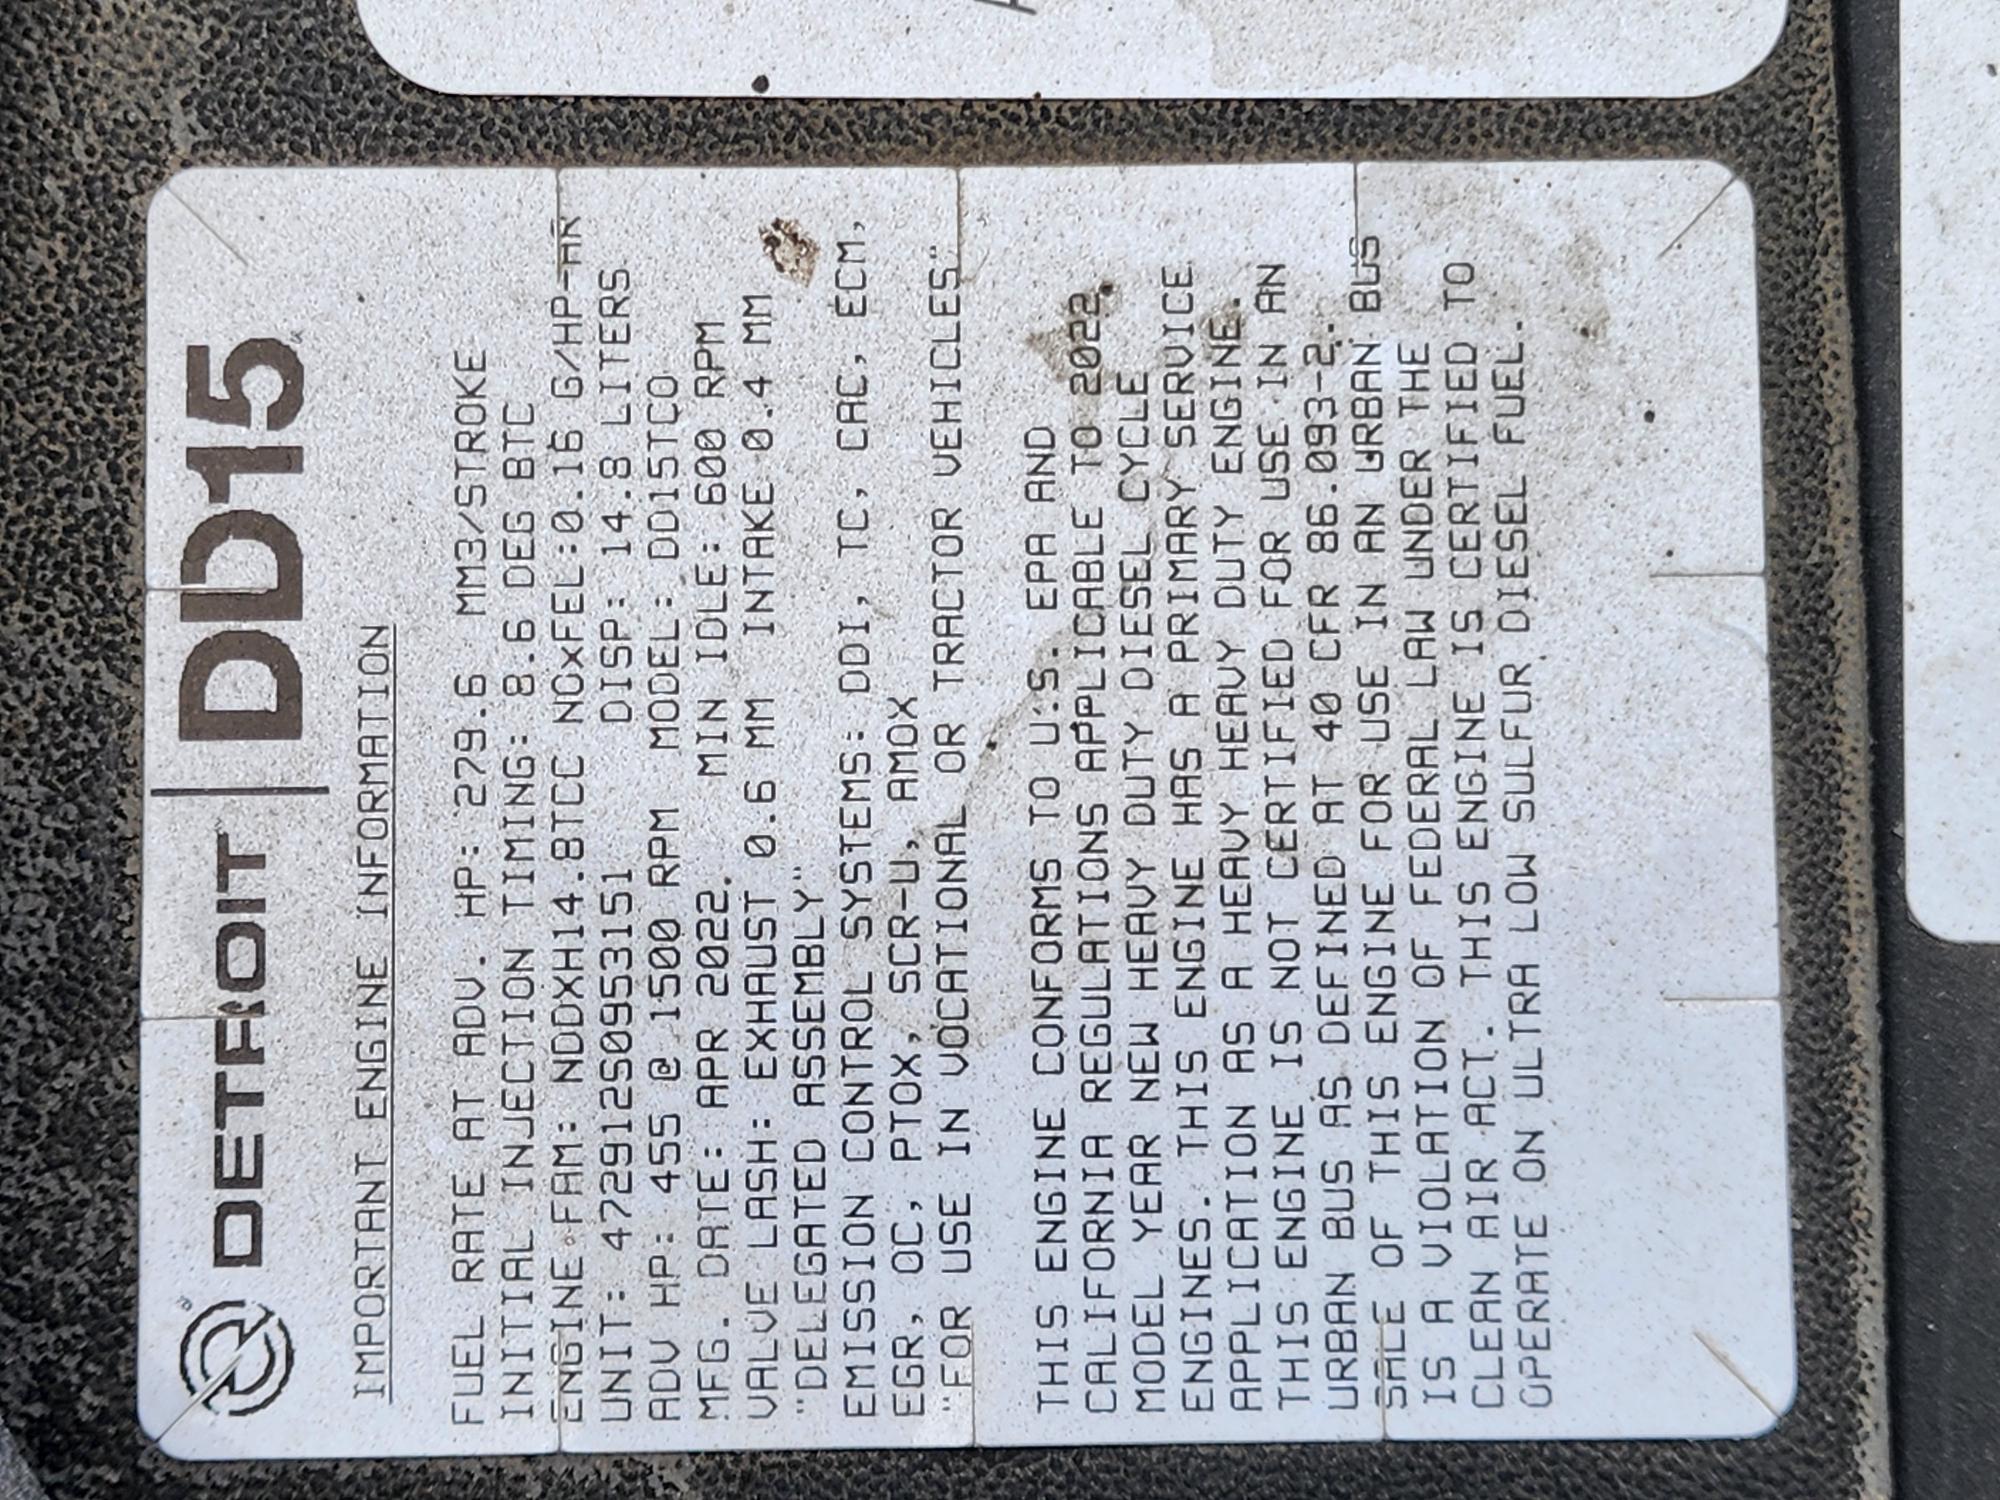 DETROIT DD15
IMPORTANT ENGINE INFORMATION
FUEL RATE AT ADV. HP: 279.6 MM3/STROKE
INITIAL INJECTION TIMING: 8.6 DEG BTC
ENGINE FAM: NDDXH14.8TCC NOxFEL:0.16 G/HP-HR
UNIT: 472912S0953151 DISP: 14.8 LITERS
ADV HP: 455 @ 1500 RPM MODEL: DD15TCO
MFG. DATE: APR 2022 MIN IDLE: 600 RPM
VALVE LASH: EXHAUST 0.6 MM INTAKE 0.4 MM
"DELEGATED ASSEMBLY"
EMISSION CONTROL SYSTEMS: DDI, TC, CAC, ECM,
EGR, OC, PTOX, SCR-U, AMOX
"FOR USE IN VOCATIONAL OR TRACTOR VEHICLES"
THIS ENGINE CONFORMS TO U.S. EPA AND
CALIFORNIA REGULATIONS APPLICABLE TO 2022
MODEL YEAR NEW HEAVY DUTY DIESEL CYCLE
ENGINES. THIS ENGINE HAS A PRIMARY SERVICE
APPLICATION AS A HEAVY HEAVY DUTY ENGINE.
THIS ENGINE IS NOT CERTIFIED FOR USE IN AN
URBAN BUS AS DEFINED AT 40 CFR 86.093-2.
SALE OF THIS ENGINE FOR USE IN AN URBAN BUS
IS A VIOLATION OF FEDERAL LAW UNDER THE
CLEAN AIR ACT. THIS ENGINE IS CERTIFIED TO
OPERATE ON ULTRA LOW SULFUR DIESEL FUEL.